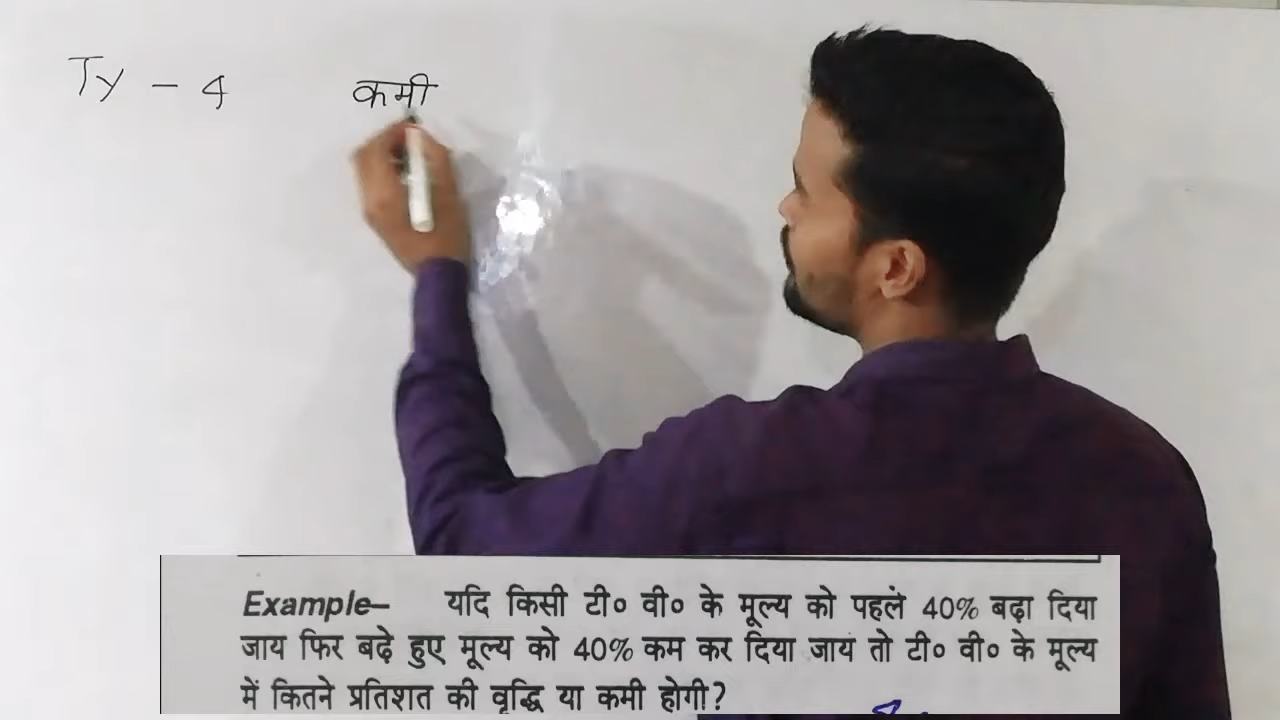 Ty - 4 कमी
Example– यदि किसी टी० वी० के मूल्य को पहले 40% बढ़ा दिया
जाय फिर बढ़े हुए मूल्य को 40% कम कर दिया जाय तो टी० वी० के मूल्य
में कितने प्रतिशत की वृद्धि या कमी होगी?